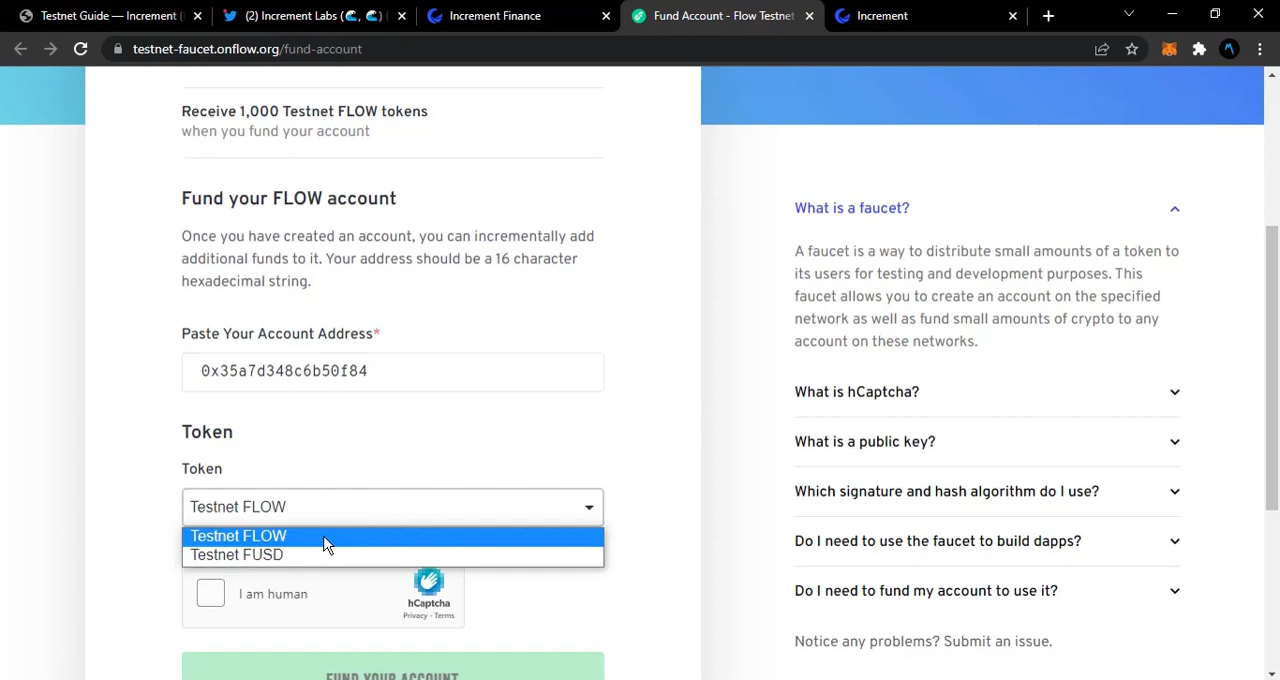 Testnet Guide — Increment (
(2) Increment Labs (🌊, 🌊)
Increment Finance
Fund Account - Flow Testnet
Increment
testnet-faucet.onflow.org/fund-account
Receive 1,000 Testnet FLOW tokens
when you fund your account
Fund your FLOW account
Once you have created an account, you can incrementally add
additional funds to it. Your address should be a 16 character
hexadecimal string.
Paste Your Account Address*
0x35a7d348c6b50f84
Token
Token
Testnet FLOW
Testnet FLOW
Testnet FUSD
I am human
hCaptcha
Privacy - Terms
FUND YOUR ACCOUNT
What is a faucet?
A faucet is a way to distribute small amounts of a token to
its users for testing and development purposes. This
faucet allows you to create an account on the specified
network as well as fund small amounts of crypto to any
account on these networks.
What is hCaptcha?
What is a public key?
Which signature and hash algorithm do I use?
Do I need to use the faucet to build dapps?
Do I need to fund my account to use it?
Notice any problems? Submit an issue.